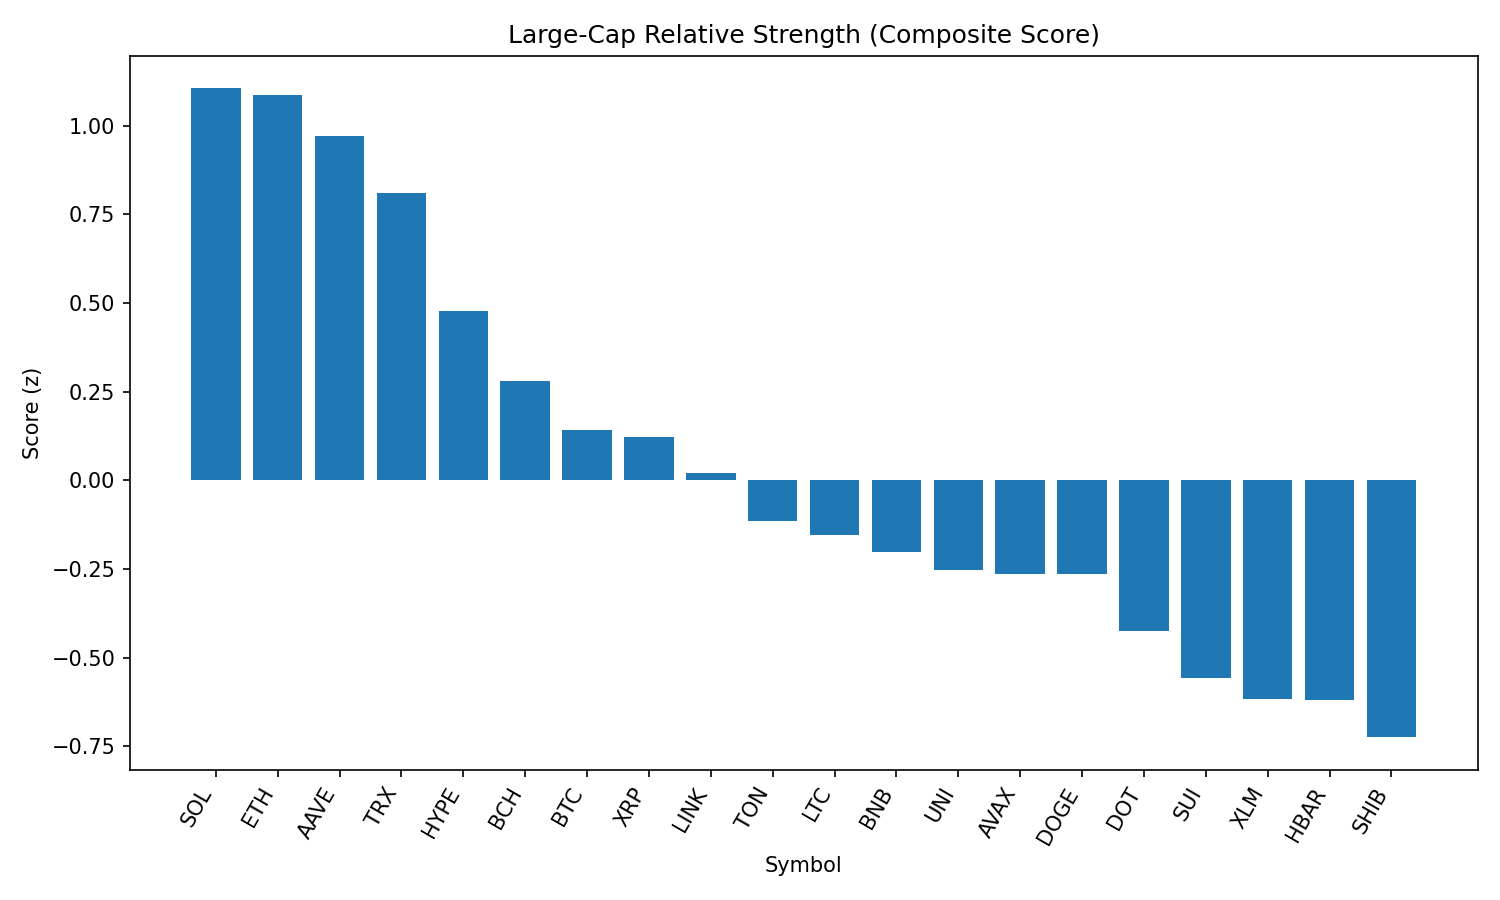 Large-Cap Relative Strength (Composite Score)
Score (z)
1.00
0.75
0.50
0.25
0.00
−0.25
−0.50
−0.75
SOL
ETH
AAVE
TRX
HYPE
BCH
BTC
XRP
LINK
TON
LTC
BNB
UNI
AVAX
DOGE
DOT
SUI
XLM
HBAR
SHIB
Symbol